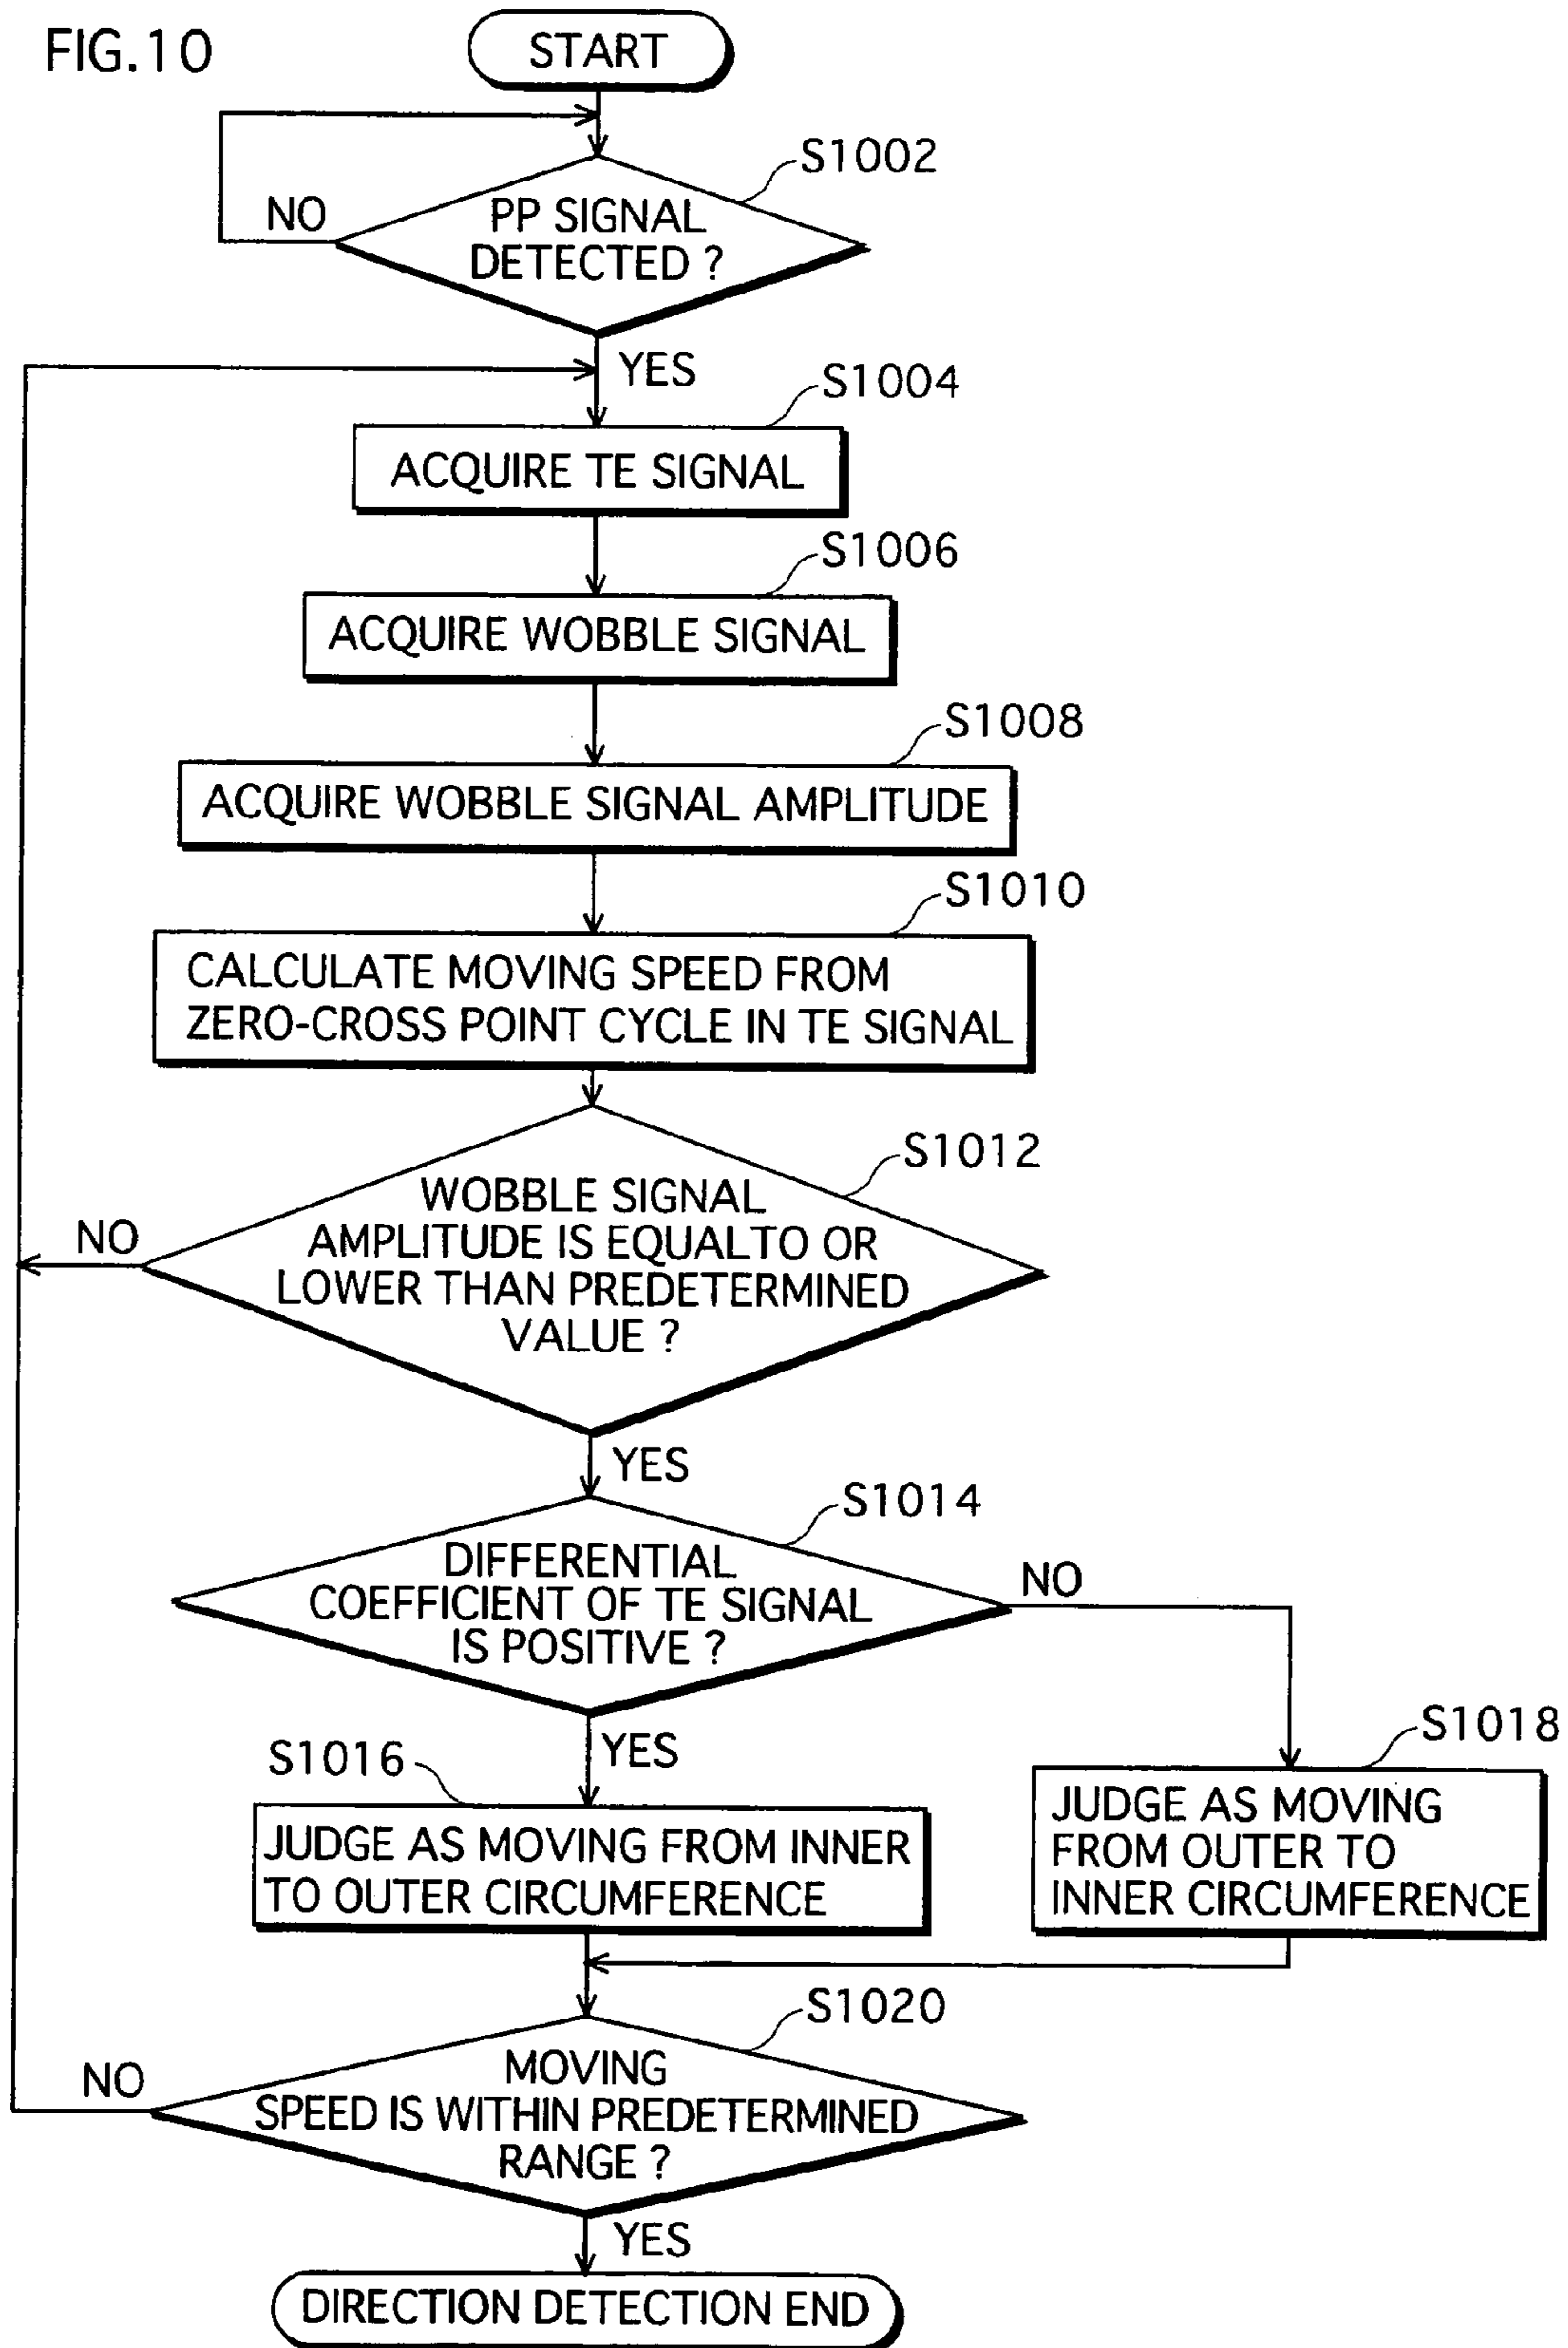 FIG.10
START
S1002
NO
PP SIGNAL
DETECTED ?
YES
S1004
ACQUIRE TE SIGNAL
S1006
ACQUIRE WOBBLE SIGNAL
S1008
ACQUIRE WOBBLE SIGNAL AMPLITUDE
S1010
CALCULATE MOVING SPEED FROM
ZERO-CROSS POINT CYCLE IN TE SIGNAL
S1012
NO
WOBBLE SIGNAL
AMPLITUDE IS EQUALTO OR
LOWER THAN PREDETERMINED
VALUE ?
YES
S1014
DIFFERENTIAL
COEFFICIENT OF TE SIGNAL
IS POSITIVE ?
NO
YES
S1016
JUDGE AS MOVING FROM INNER
TO OUTER CIRCUMFERENCE
S1018
JUDGE AS MOVING
FROM OUTER TO
INNER CIRCUMFERENCE
S1020
NO
MOVING
SPEED IS WITHIN PREDETERMINED
RANGE ?
YES
DIRECTION DETECTION END